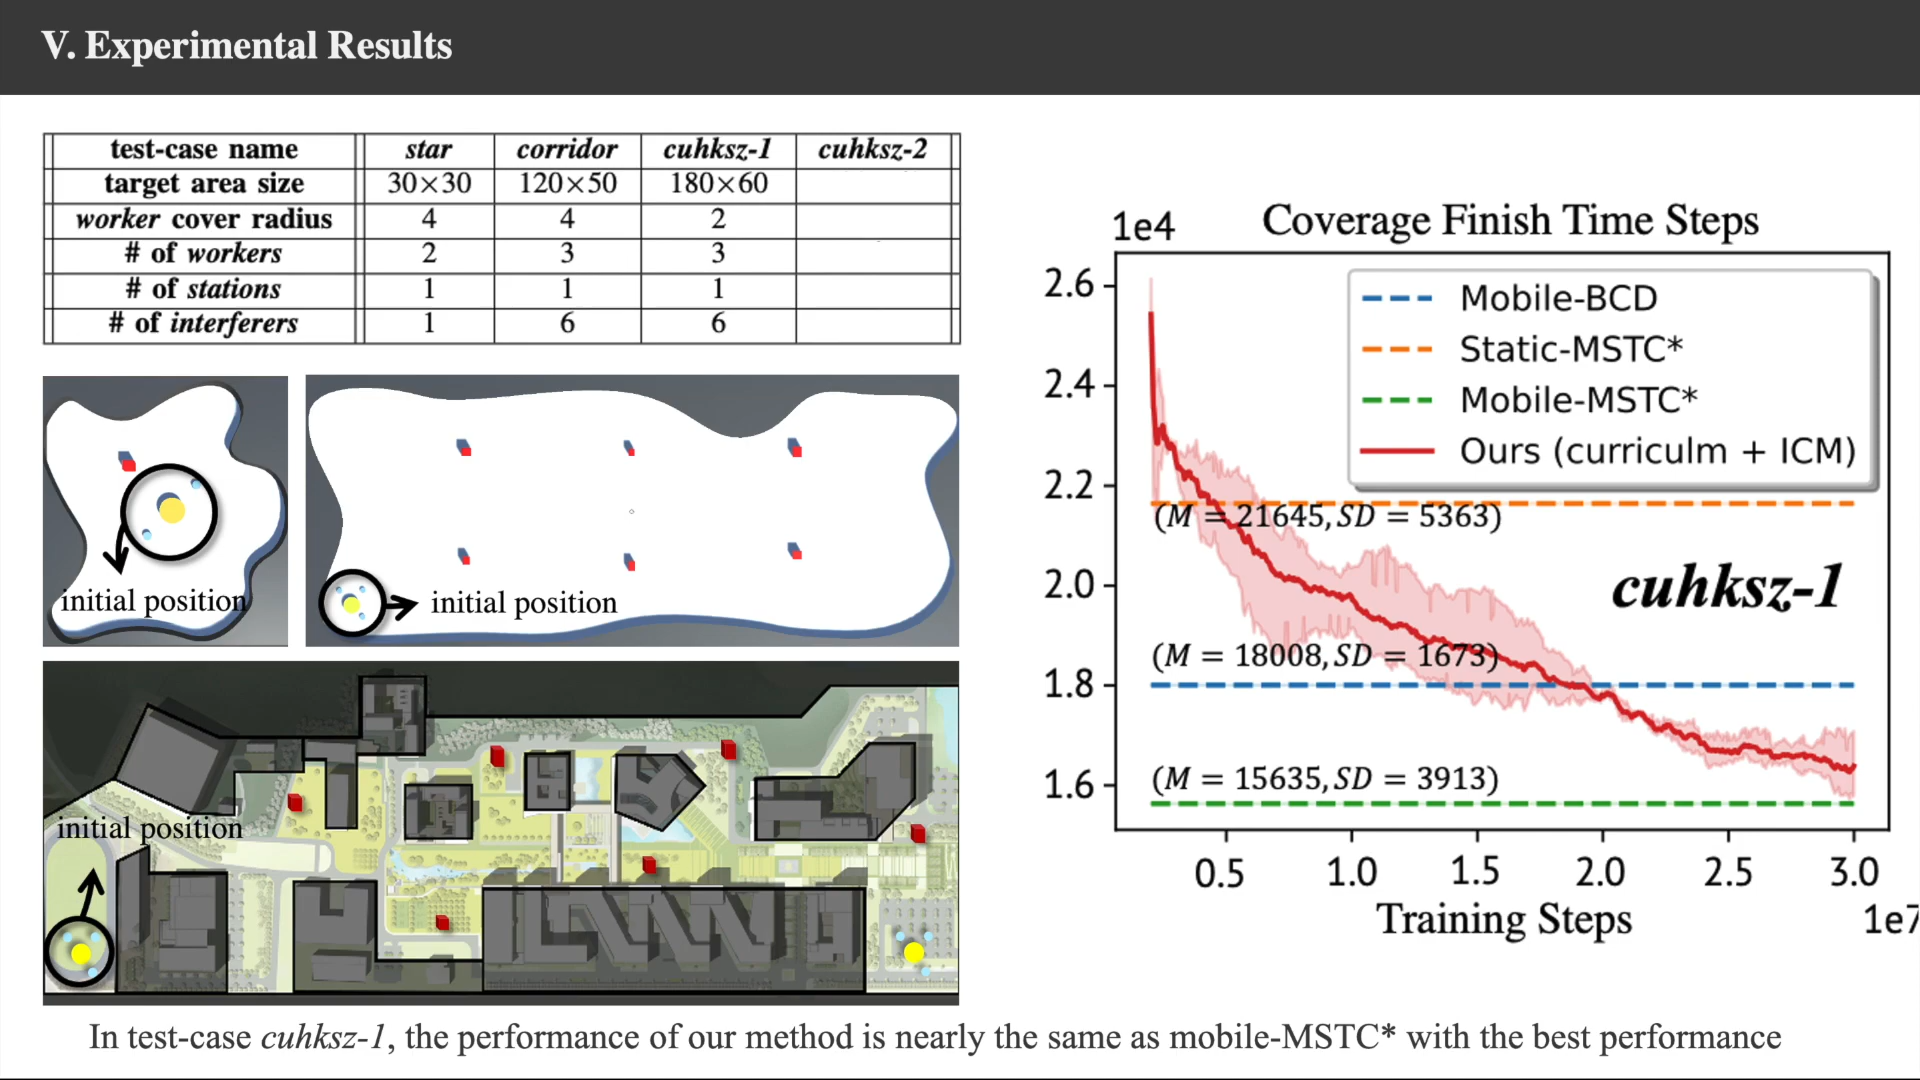 V. Experimental Results
test-case name star corridor cuhksz-1 cuhksz-2
target area size 30×30 120×50 180×60
worker cover radius 4 4 2
# of workers 2 3 3
# of stations 1 1 1
# of interferers 1 6 6
initial position
initial position
initial position
1e4
Coverage Finish Time Steps
2.6
2.4
2.2
2.0
1.8
1.6
Mobile-BCD
Static-MSTC*
Mobile-MSTC*
Ours (curriculm + ICM)
(M = 21645, SD = 5363)
cuhksz-1
(M = 18008, SD = 1673)
(M = 15635, SD = 3913)
0.5 1.0 1.5 2.0 2.5 3.0
Training Steps
1e7
In test-case cuhksz-1, the performance of our method is nearly the same as mobile-MSTC* with the best performance